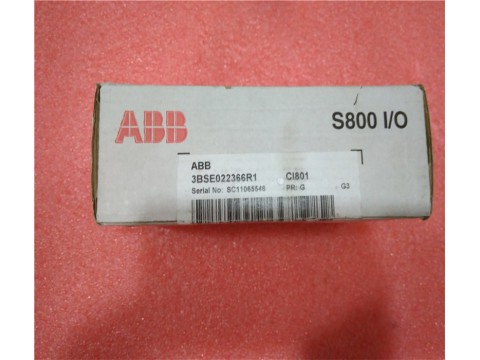 ABB
S800 I/O
ABB
3BSE022366R1 CI801
Serial No: BC11065546 PR: G G3